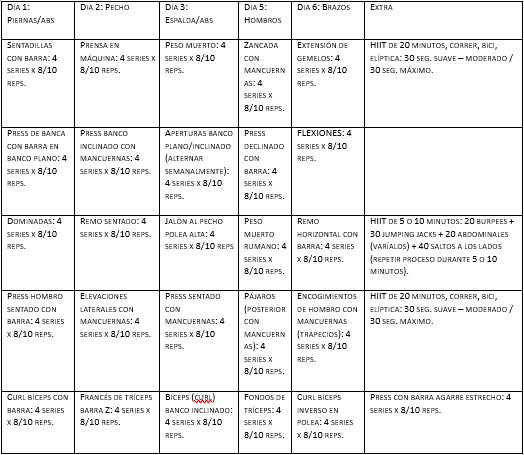 DÍA 1:
PIERNAS/ABS
DIA 2: PECHO
DÍA 3:
ESPALDA/ABS
DÍA 5:
HOMBROS
DIA 6: BRAZOS
EXTRA
SENTADILLAS
CON BARRA: 4
SERIES X 8/10
REPS.
PRENSA EN
MÁQUINA: 4 SERIES X
8/10 REPS.
PESO MUERTO: 4
SERIES X 8/10
REPS.
ZANCADA
CON
MANCUERN
AS: 4
SERIES X
8/10 REPS.
EXTENSIÓN DE
GEMELOS: 4
SERIES X 8/10
REPS.
HIIT DE 20 MINUTOS, CORRER, BICI,
ELÍPTICA: 30 SEG. SUAVE – MODERADO /
30 SEG. MÁXIMO.
PRESS DE BANCA
CON BARRA EN
BANCO PLANO: 4
SERIES X 8/10
REPS.
PRESS BANCO
INCLINADO CON
MANCUERNAS: 4
SERIES X 8/10 REPS.
APERTURAS BANCO
PLANO/INCLINADO
(ALTERNAR
SEMANALMENTE):
4 SERIES X 8/10
REPS.
PRESS
DECLINADO
CON
BARRA: 4
SERIES X
8/10 REPS.
FLEXIONES: 4
SERIES X 8/10
REPS.
DOMINADAS: 4
SERIES X 8/10
REPS.
REMO SENTADO: 4
SERIES X 8/10 REPS.
JALÓN AL PECHO
POLEA ALTA: 4
SERIES X 8/10 REPS
PESO
MUERTO
RUMANO: 4
SERIES X
8/10 REPS.
REMO
HORIZONTAL CON
BARRA: 4 SERIES
X 8/10 REPS.
HIIT DE 5 O 10 MINUTOS: 20 BURPEES +
30 JUMPING JACKS + 20 ABDOMINALES
(VARÍALOS) + 40 SALTOS A LOS LADOS
(REPETIR PROCESO DURANTE 5 O 10
MINUTOS).
PRESS HOMBRO
SENTADO CON
BARRA: 4 SERIES
X 8/10 REPS.
ELEVACIONES
LATERALES CON
MANCUERNAS: 4
SERIES X 8/10 REPS.
PRESS SENTADO
CON
MANCUERNAS: 4
SERIES X 8/10
REPS.
PÁJAROS
(POSTERIOR
CON
MANCUERN
AS): 4
SERIES X
8/10 REPS.
ENCOGIMIENTOS
DE HOMBRO CON
MANCUERNAS
(TRAPECIOS): 4
SERIES X 8/10
REPS.
HIIT DE 20 MINUTOS, CORRER, BICI,
ELÍPTICA: 30 SEG. SUAVE – MODERADO /
30 SEG. MÁXIMO.
CURL BÍCEPS CON
BARRA: 4 SERIES
X 8/10 REPS.
FRANCÉS DE TRÍCEPS
BARRA Z: 4 SERIES X
8/10 REPS.
BÍCEPS (CURL)
BANCO INCLINADO:
4 SERIES X 8/10
REPS.
FONDOS DE
TRÍCEPS: 4
SERIES X
8/10 REPS.
CURL BÍCEPS
INVERSO EN
POLEA: 4 SERIES
X 8/10 REPS.
PRESS CON BARRA AGARRE ESTRECHO: 4
SERIES X 8/10 REPS.